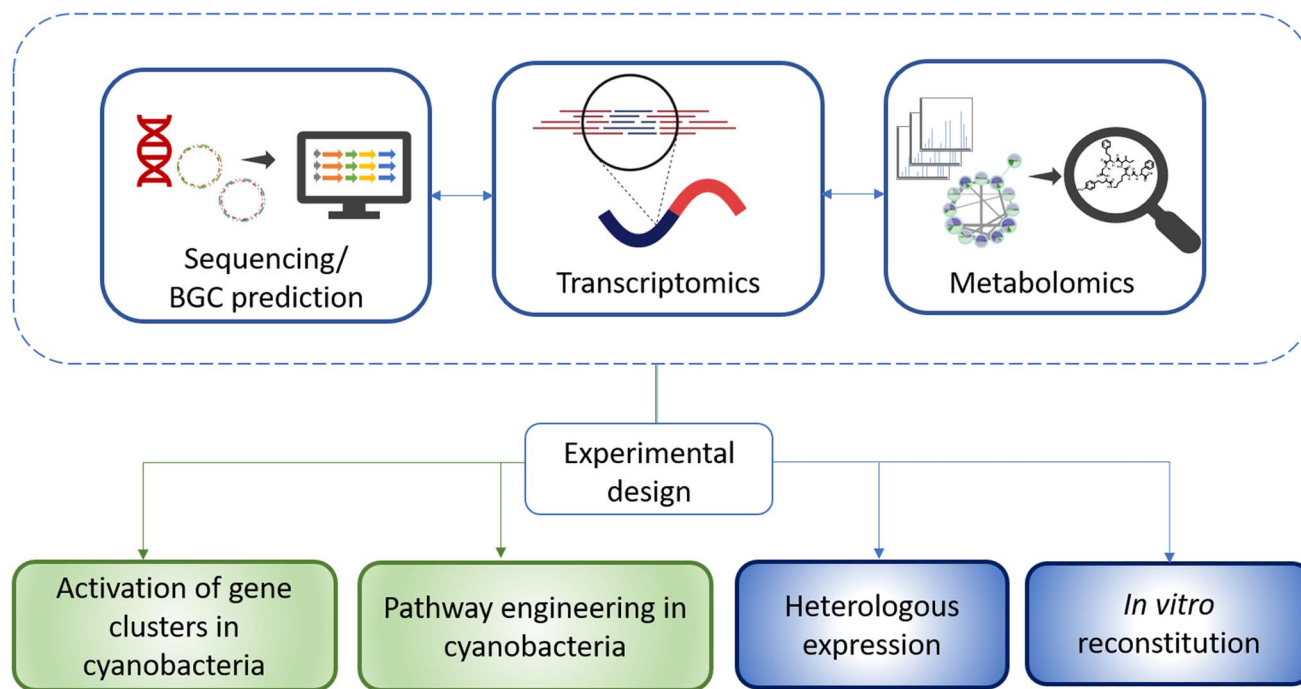 Sequencing/
BGC prediction
Transcriptomics
Metabolomics
Experimental
design
Activation of gene
clusters in
cyanobacteria
Pathway engineering in
cyanobacteria
Heterologous
expression
In vitro
reconstitution